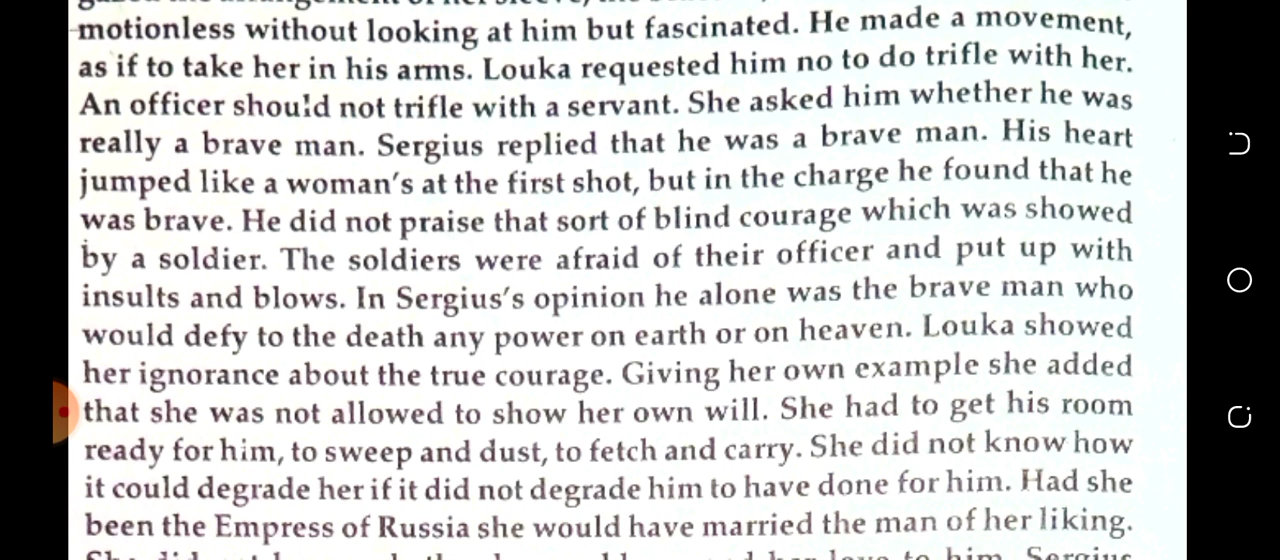 motionless without looking at him but fascinated. He made a movement,
as if to take her in his arms. Louka requested him no to do trifle with her.
An officer should not trifle with a servant. She asked him whether he was
really a brave man. Sergius replied that he was a brave man. His heart
jumped like a woman's at the first shot, but in the charge he found that he
was brave. He did not praise that sort of blind courage which was showed
by a soldier. The soldiers were afraid of their officer and put up with
insults and blows. In Sergius's opinion he alone was the brave man who
would defy to the death any power on earth or on heaven. Louka showed
her ignorance about the true courage. Giving her own example she added
that she was not allowed to show her own will. She had to get his room
ready for him, to sweep and dust, to fetch and carry. She did not know how
it could degrade her if it did not degrade him to have done for him. Had she
been the Empress of Russia she would have married the man of her liking.